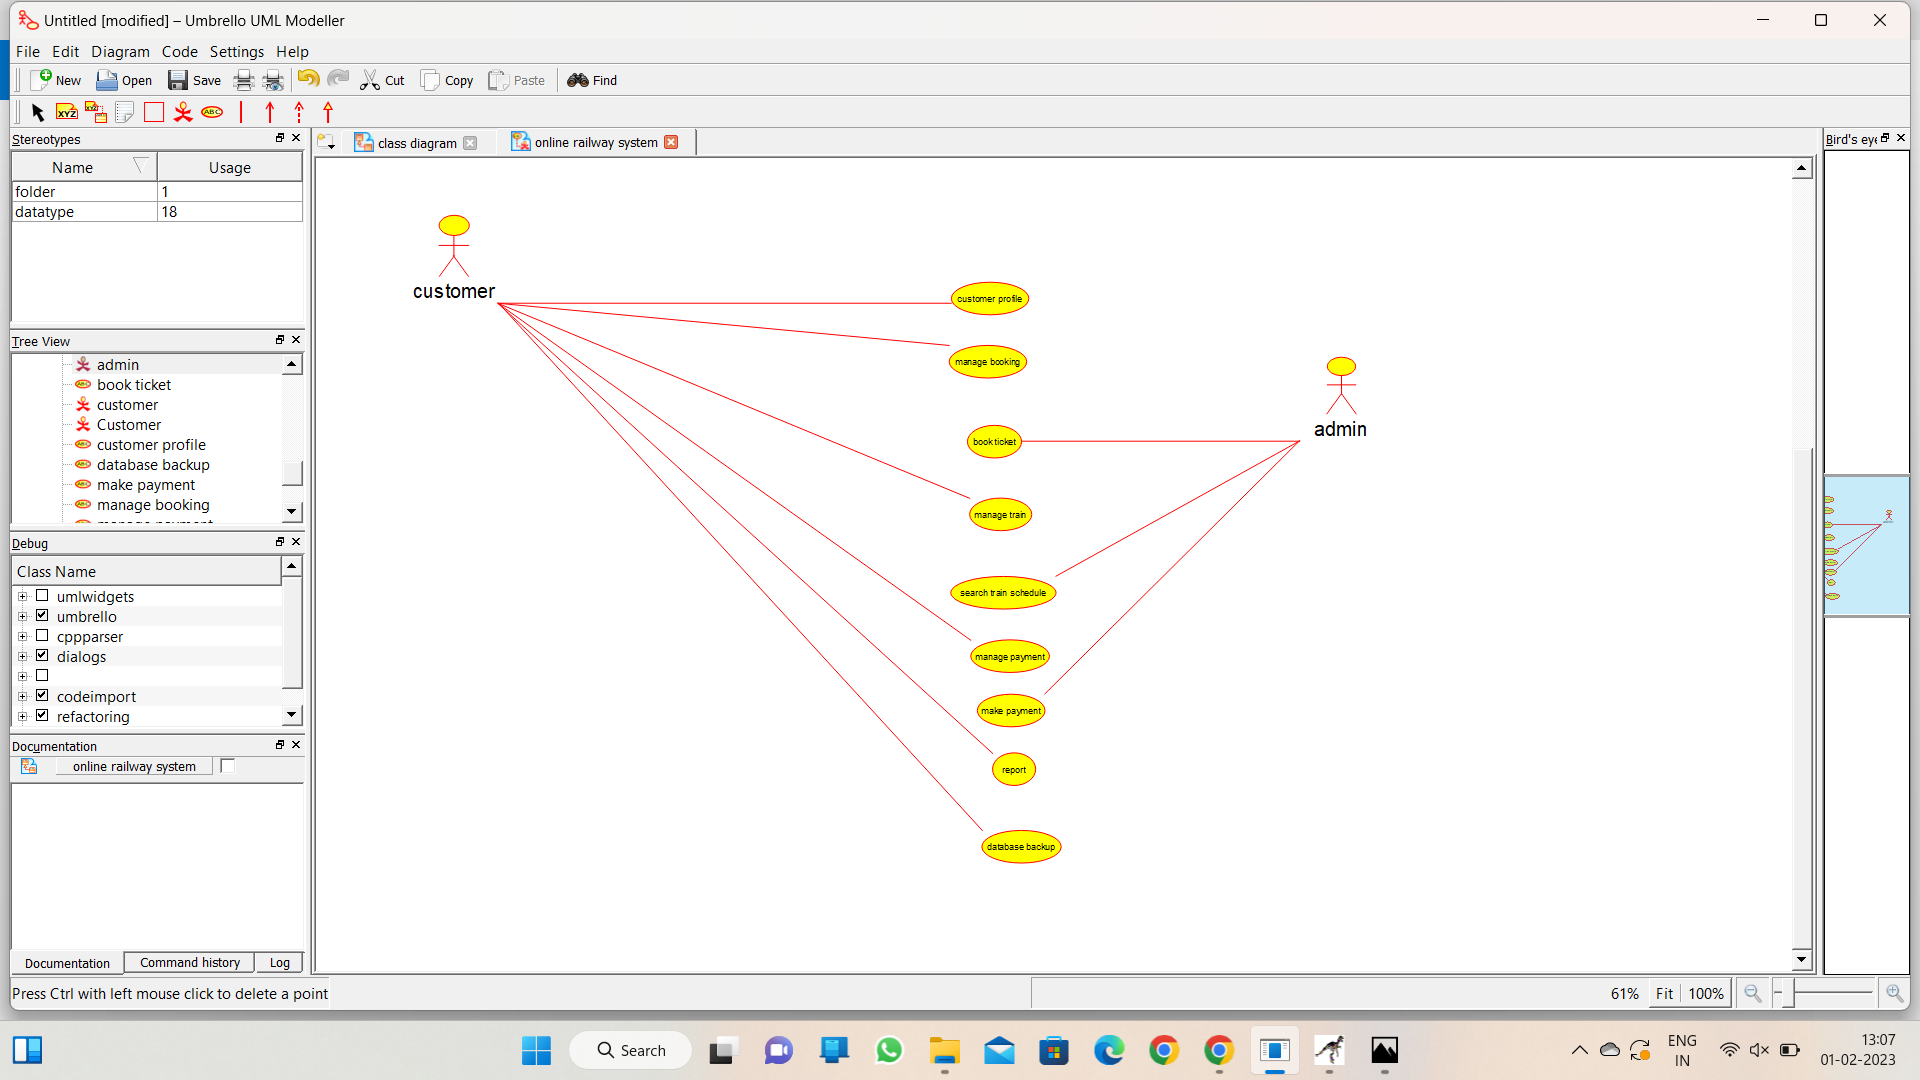 Untitled [modified] – Umbrello UML Modeller
File Edit Diagram Code Settings Help
New Open Save Cut Copy Paste Find
XYZ XYZ ABC
Stereotypes
Name Usage
folder 1
datatype 18
Tree View
admin
book ticket
customer
Customer
customer profile
database backup
make payment
manage booking
manage payment
Debug
Class Name
umlwidgets
umbrello
cppparser
dialogs
codeimport
refactoring
Documentation
online railway system
Documentation Command history Log
Press Ctrl with left mouse click to delete a point
class diagram online railway system
customer
customer profile
manage booking
admin
book ticket
manage train
search train schedule
manage payment
make payment
report
database backup
Bird's eye
61% Fit 100%
Search
ENG
IN
13:07
01-02-2023